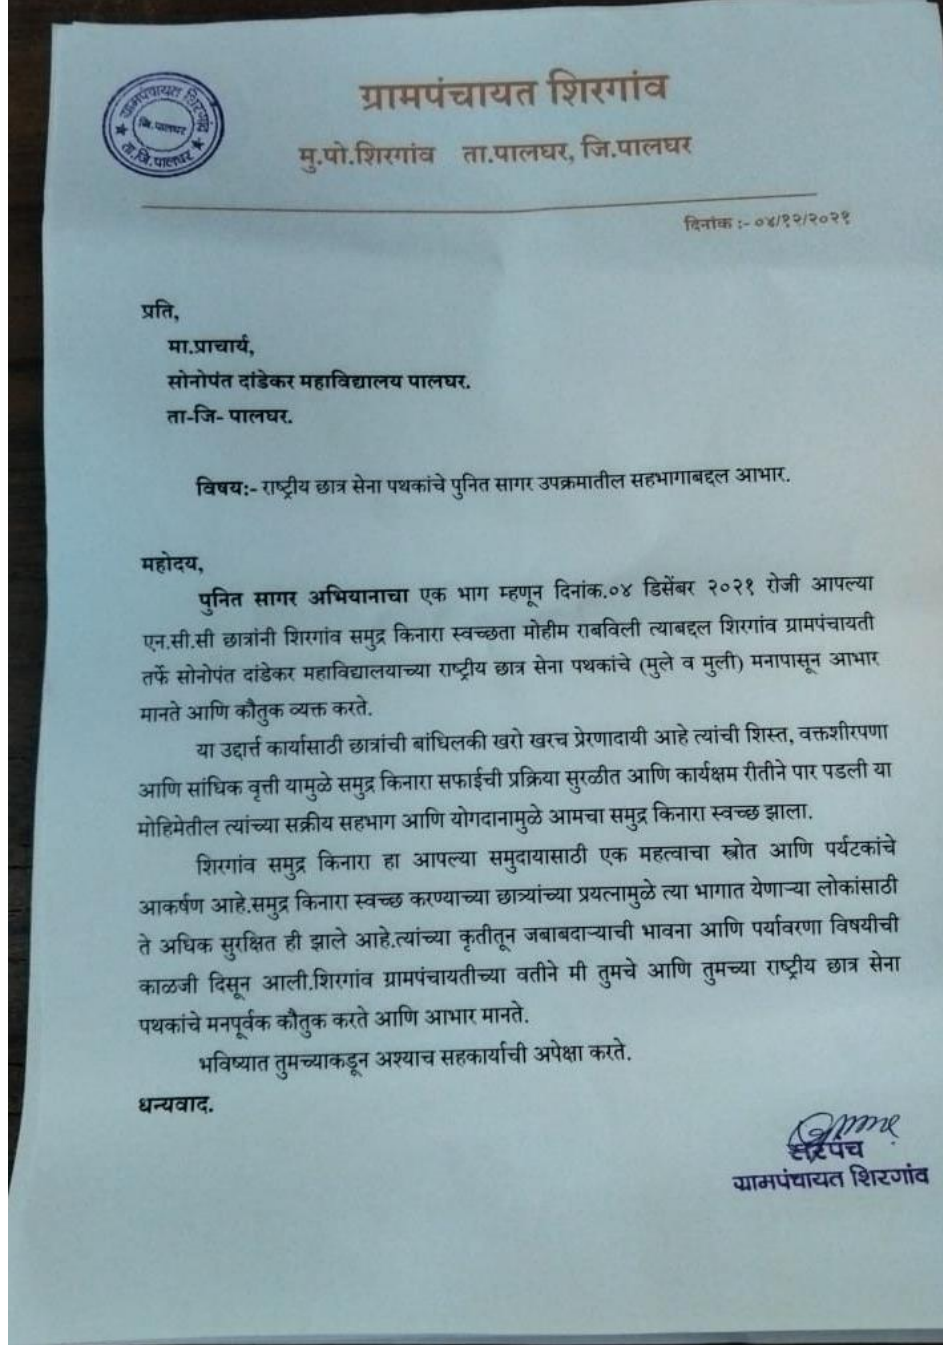 ग्रामपंचायत शिरगांव
जि.पालघर
ता.जि.पालघर
ग्रामपंचायत शिरगांव
मु.पो.शिरगांव ता.पालघर, जि.पालघर
दिनांक :- ०४/१२/२०२१
प्रति,
मा.प्राचार्य,
सोनोपंत दांडेकर महाविद्यालय पालघर.
ता-जि- पालघर.
विषय:- राष्ट्रीय छात्र सेना पथकांचे पुनित सागर उपक्रमातील सहभागाबद्दल आभार.
महोदय,
पुनित सागर अभियानाचा एक भाग म्हणून दिनांक.०४ डिसेंबर २०२१ रोजी आपल्या
एन.सी.सी छात्रांनी शिरगांव समुद्र किनारा स्वच्छता मोहीम राबविली त्याबद्दल शिरगांव ग्रामपंचायती
तर्फे सोनोपंत दांडेकर महाविद्यालयाच्या राष्ट्रीय छात्र सेना पथकांचे (मुले व मुली) मनापासून आभार
मानते आणि कौतुक व्यक्त करते.
या उद्दार्त्त कार्यासाठी छात्रांची बांधिलकी खरो खरच प्रेरणादायी आहे त्यांची शिस्त, वक्तशीरपणा
आणि सांधिक वृत्ती यामुळे समुद्र किनारा सफाईची प्रक्रिया सुरळीत आणि कार्यक्षम रीतीने पार पडली या
मोहिमेतील त्यांच्या सक्रीय सहभाग आणि योगदानामुळे आमचा समुद्र किनारा स्वच्छ झाला.
शिरगांव समुद्र किनारा हा आपल्या समुदायासाठी एक महत्वाचा स्त्रोत आणि पर्यटकांचे
आकर्षण आहे.समुद्र किनारा स्वच्छ करण्याच्या छात्र्यांच्या प्रयत्नामुळे त्या भागात येणाऱ्या लोकांसाठी
ते अधिक सुरक्षित ही झाले आहे.त्यांच्या कृतीतून जबाबदाऱ्याची भावना आणि पर्यावरणा विषयीची
काळजी दिसून आली.शिरगांव ग्रामपंचायतीच्या वतीने मी तुमचे आणि तुमच्या राष्ट्रीय छात्र सेना
पथकांचे मनपूर्वक कौतुक करते आणि आभार मानते.
भविष्यात तुमच्याकडून अश्याच सहकार्याची अपेक्षा करते.
धन्यवाद.
सरपंच
ग्रामपंचायत शिरगांव